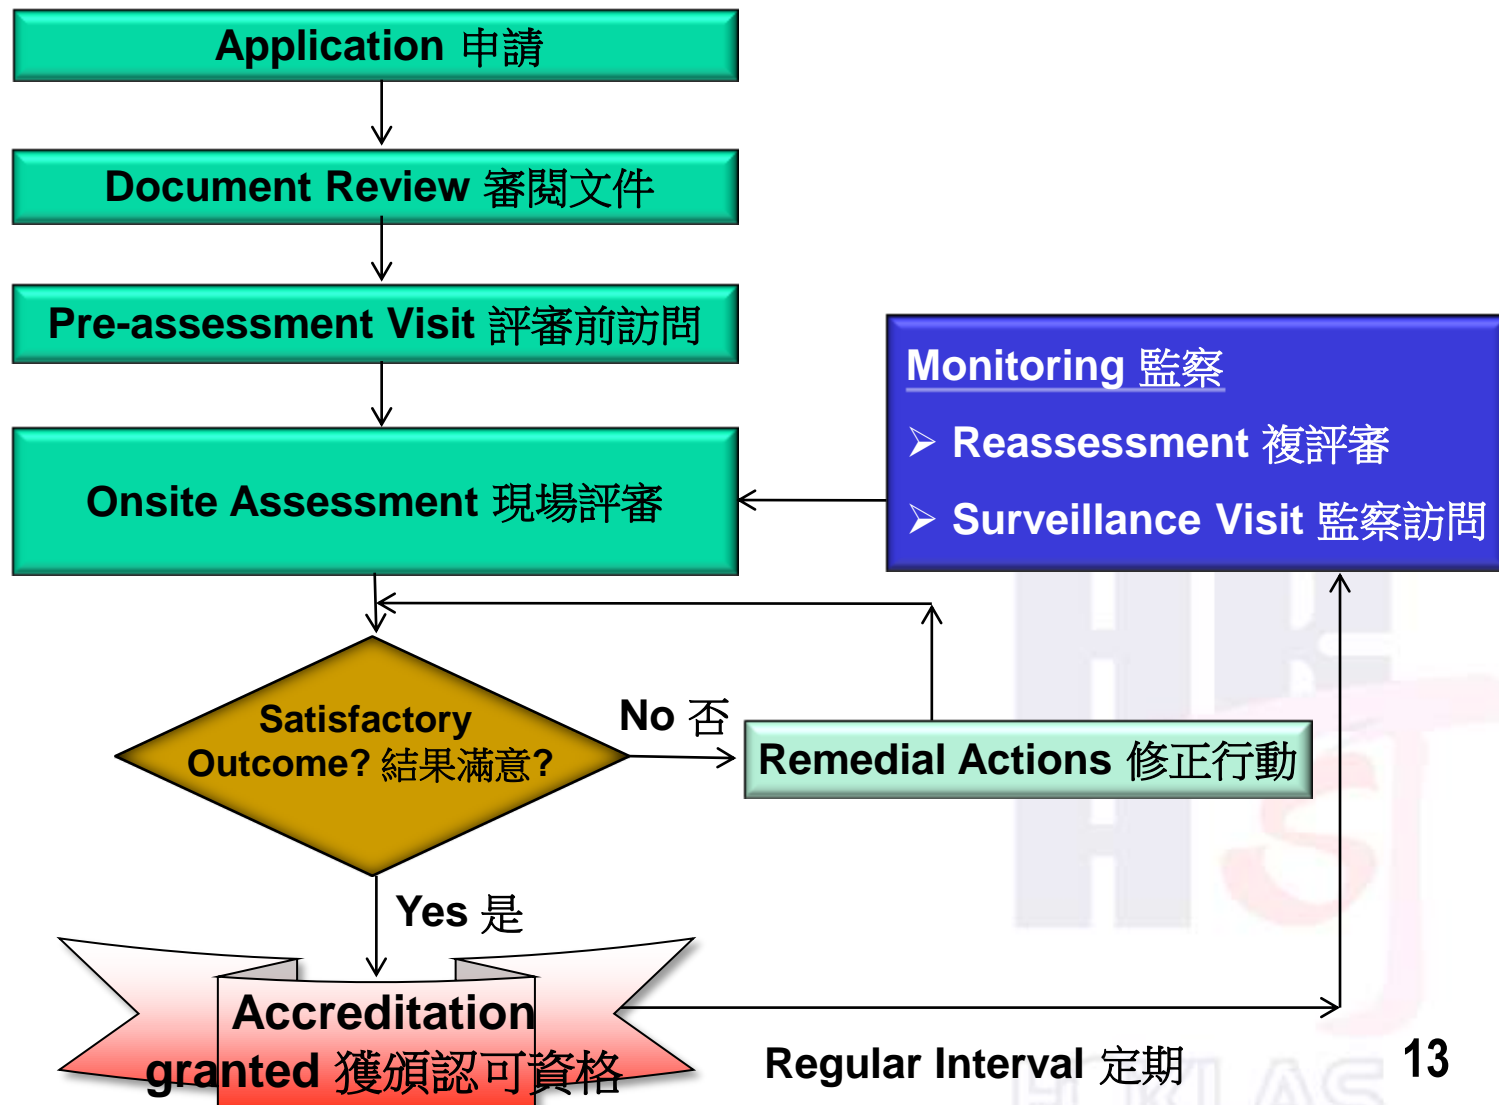 Application 申請
Document Review 審閱文件
Pre-assessment Visit 評審前訪問
Onsite Assessment 現場評審
Monitoring 監察
➢ Reassessment 複評審
➢ Surveillance Visit 監察訪問
Satisfactory
Outcome? 結果滿意?
No 否
Remedial Actions 修正行動
Yes 是
Accreditation
granted 獲頒認可資格
Regular Interval 定期
13
HOKLAS